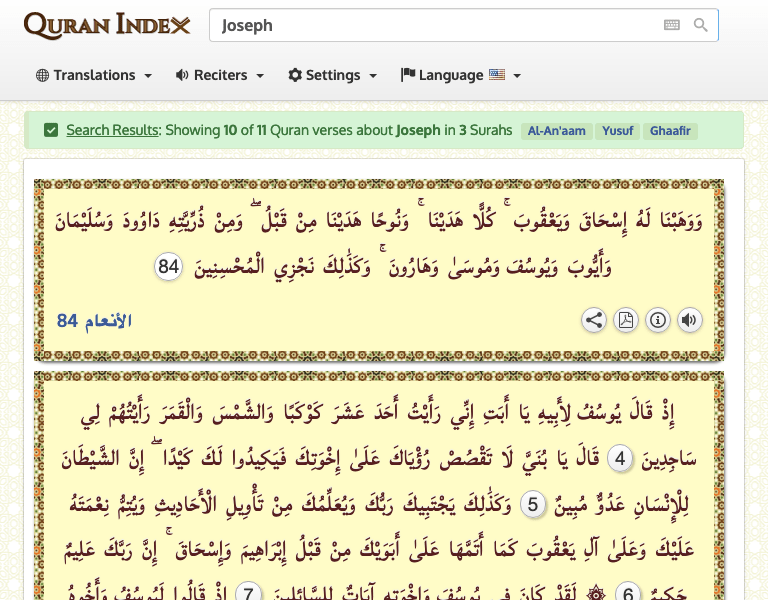 QURAN INDEX
Joseph
Translations Reciters Settings Language
Search Results: Showing 10 of 11 Quran verses about Joseph in 3 Surahs Al-An'aam Yusuf Ghaafir
وَوَهَبْنَا لَهُ إِسْحَاقَ وَيَعْقُوبَ ۚ كُلًّا هَدَيْنَا ۚ وَنُوحًا هَدَيْنَا مِنْ قَبْلُ ۖ وَمِنْ ذُرِّيَّتِهِ دَاوُودَ وَسُلَيْمَانَ
وَأَيُّوبَ وَيُوسُفَ وَمُوسَىٰ وَهَارُونَ ۚ وَكَذَٰلِكَ نَجْزِي الْمُحْسِنِينَ 84
الأنعام 84
إِذْ قَالَ يُوسُفُ لِأَبِيهِ يَا أَبَتِ إِنِّي رَأَيْتُ أَحَدَ عَشَرَ كَوْكَبًا وَالشَّمْسَ وَالْقَمَرَ رَأَيْتُهُمْ لِي
سَاجِدِينَ 4 قَالَ يَا بُنَيَّ لَا تَقْصُصْ رُؤْيَاكَ عَلَىٰ إِخْوَتِكَ فَيَكِيدُوا لَكَ كَيْدًا ۖ إِنَّ الشَّيْطَانَ
لِلْإِنْسَانِ عَدُوٌّ مُبِينٌ 5 وَكَذَٰلِكَ يَجْتَبِيكَ رَبُّكَ وَيُعَلِّمُكَ مِنْ تَأْوِيلِ الْأَحَادِيثِ وَيُتِمُّ نِعْمَتَهُ
عَلَيْكَ وَعَلَىٰ آلِ يَعْقُوبَ كَمَا أَتَمَّهَا عَلَىٰ أَبَوَيْكَ مِنْ قَبْلُ إِبْرَاهِيمَ وَإِسْحَاقَ ۚ إِنَّ رَبَّكَ عَلِيمٌ
حَكِيمٌ 6 ۞ لَقَدْ كَانَ فِي يُوسُفَ وَإِخْوَتِهِ آيَاتٌ لِلسَّائِلِينَ 7 إِذْ قَالُوا لَيُوسُفُ وَأَخُوهُ